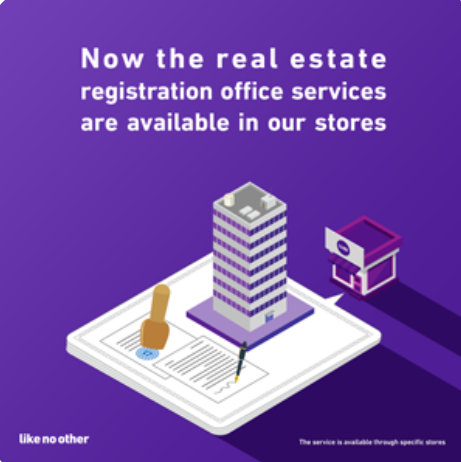 Now the real estate
registration office services
are available in our stores
like no other
The service is available through specific stores